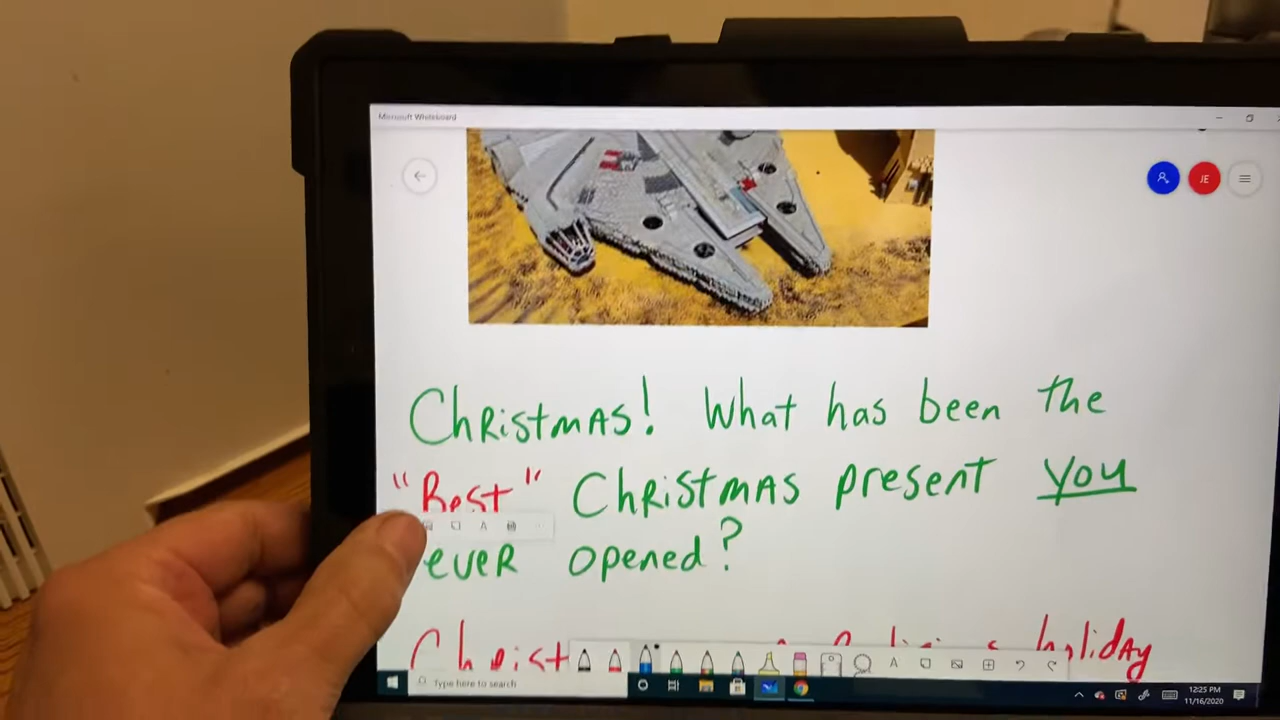 Microsoft Whiteboard
JE
Christmas! What has been the
"Best" Christmas present you
ever opened?
holiday
Type here to search
12:25 PM
11/16/2020